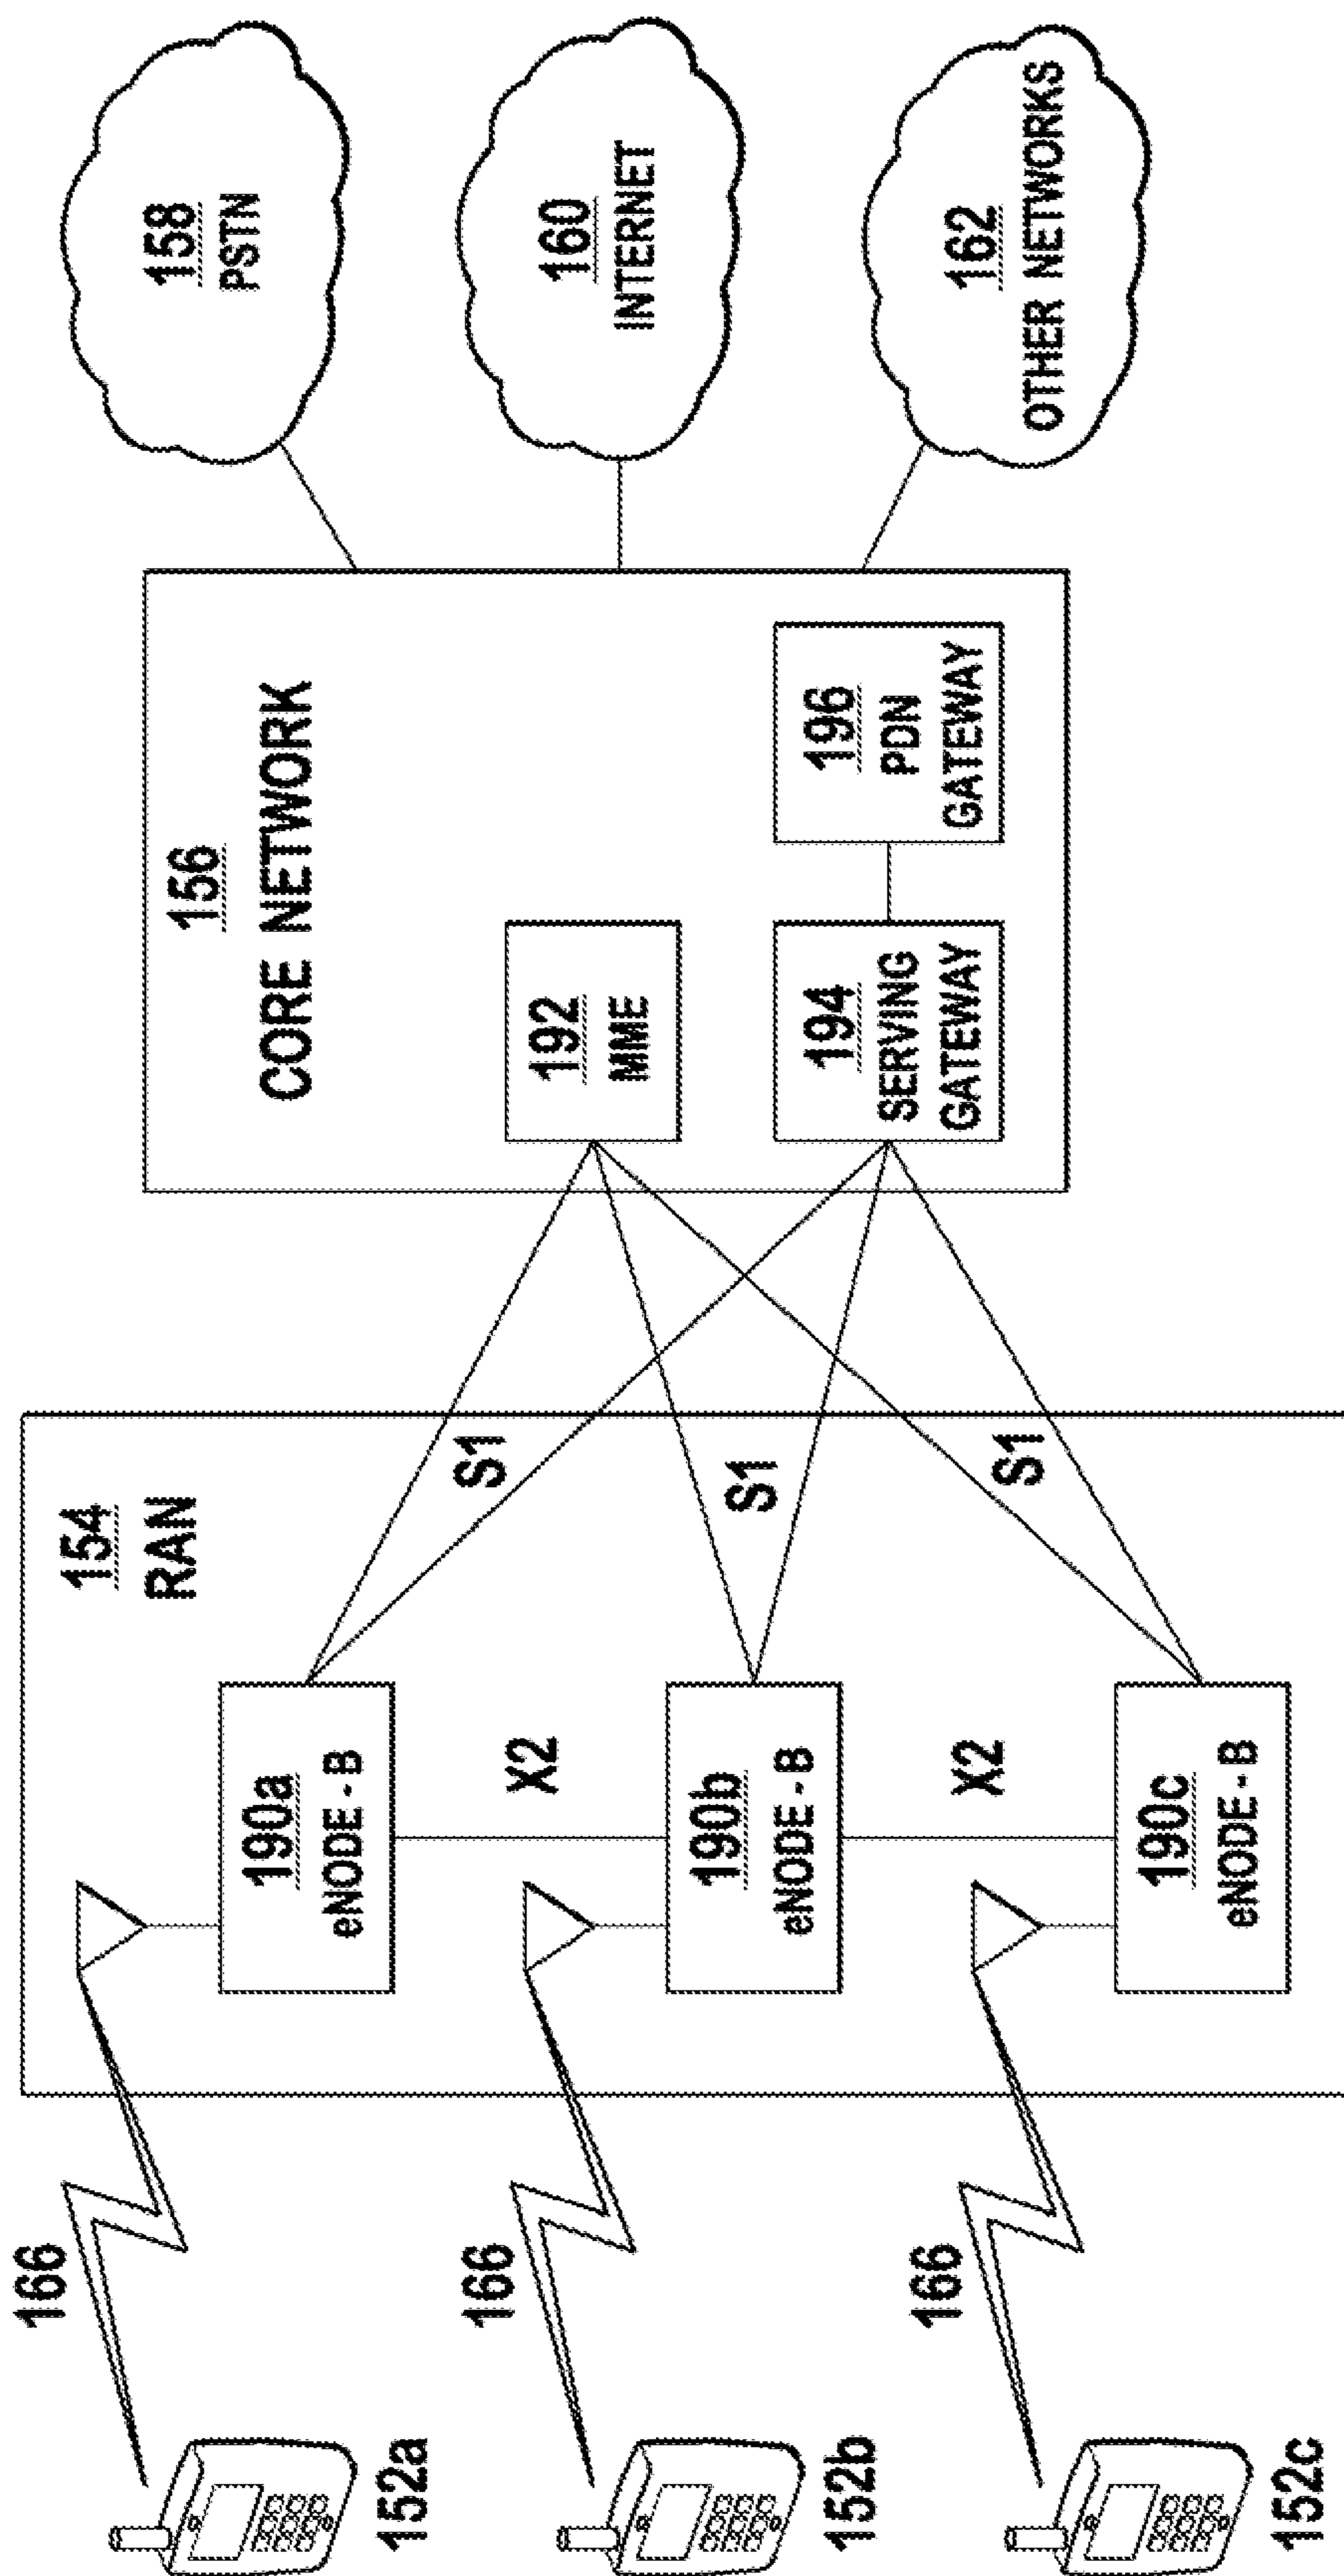 154
RAN
156
CORE NETWORK
158
PSTN
166
190a
eNODE - B
S1
152a
X2
192
MME
160
INTERNET
166
190b
eNODE - B
S1
152b
194
SERVING
GATEWAY
196
PDN
GATEWAY
X2
S1
162
OTHER NETWORKS
166
190c
eNODE - B
152c